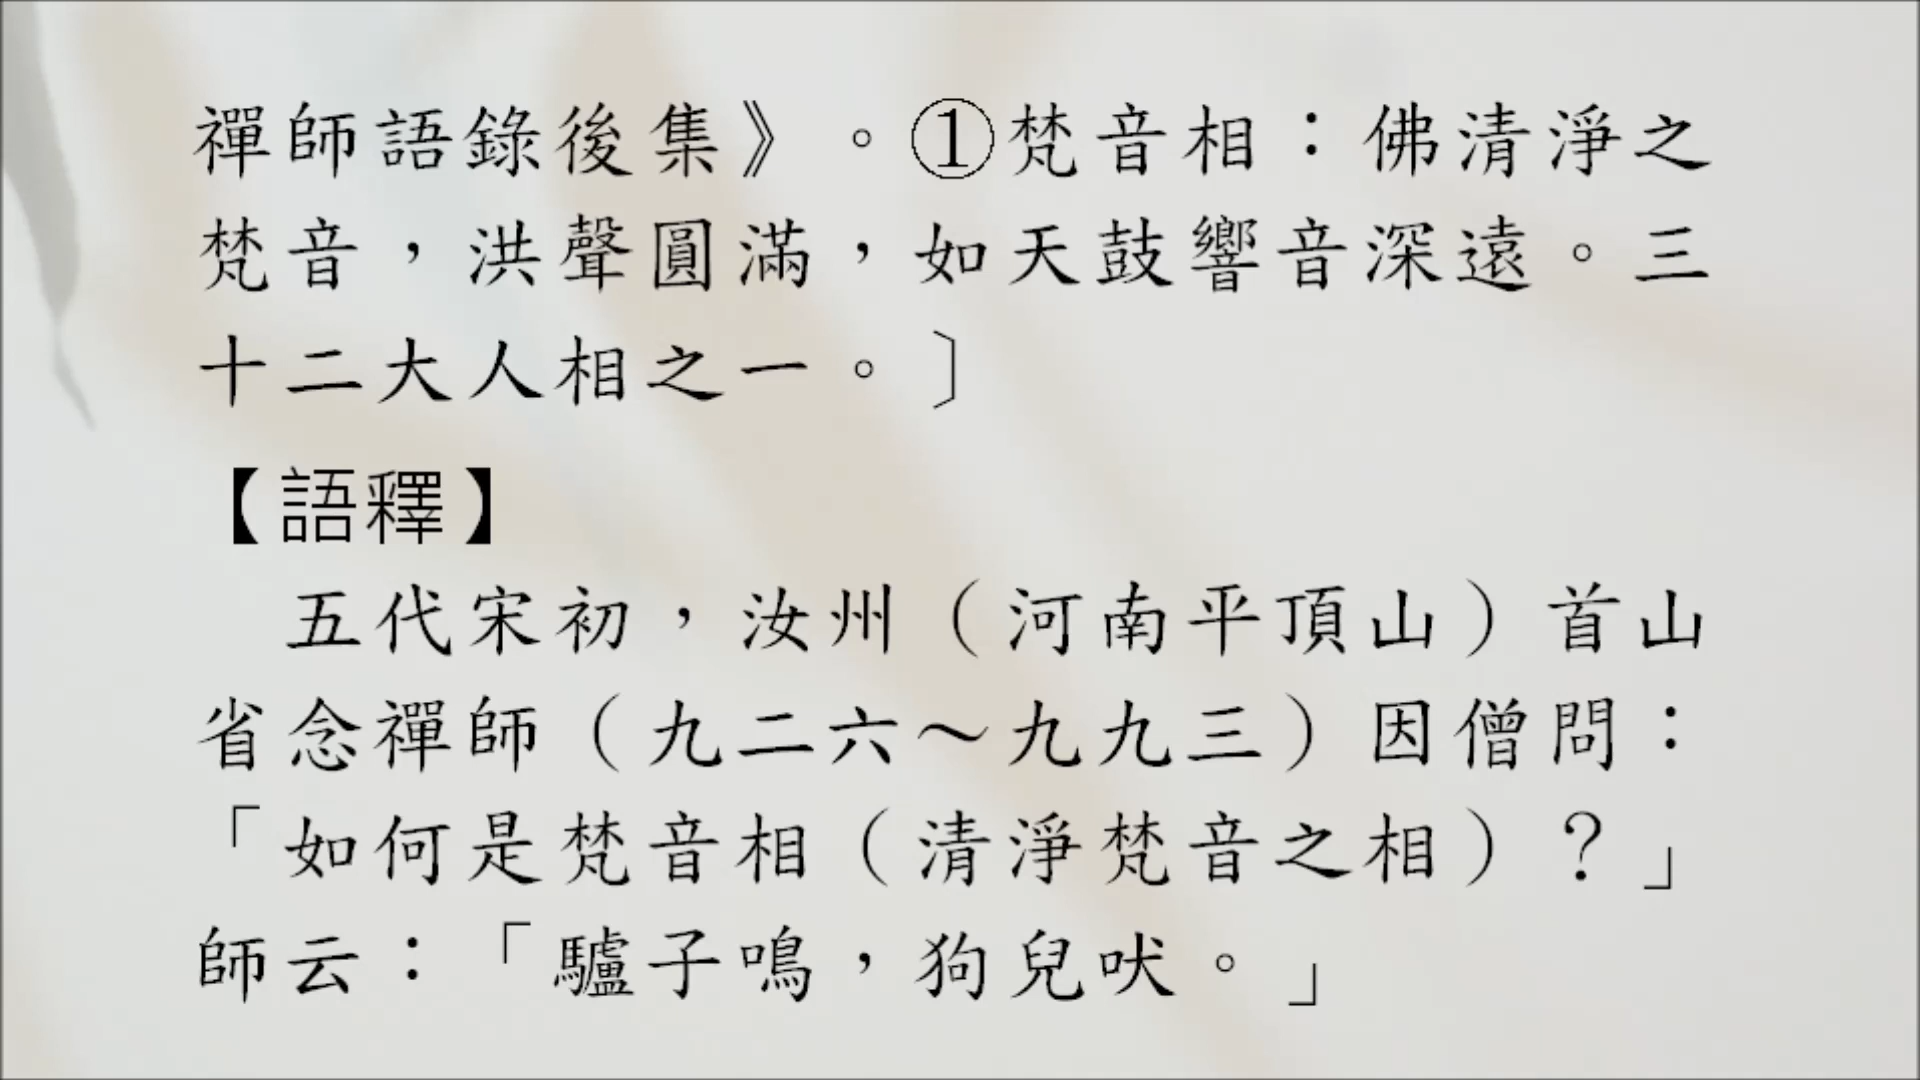 禪師語錄後集》。①梵音相：佛清淨之
梵音，洪聲圓滿，如天鼓響音深遠。三
十二大人相之一。〕
【語釋】
　五代宋初，汝州（河南平頂山）首山
省念禪師（九二六～九九三）因僧問：
「如何是梵音相（清淨梵音之相）？」
師云：「驢子鳴，狗兒吠。」